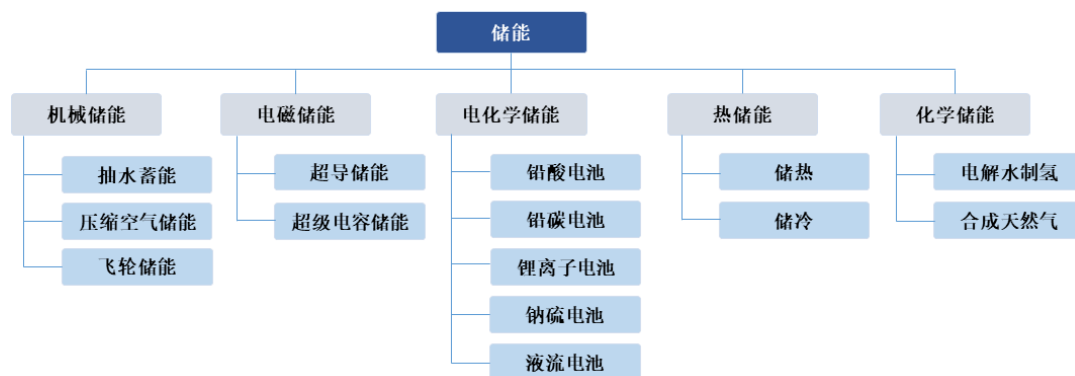 储能
机械储能
电磁储能
电化学储能
热储能
化学储能
抽水蓄能
压缩空气储能
飞轮储能
超导储能
超级电容储能
铅酸电池
铅碳电池
锂离子电池
钠硫电池
液流电池
储热
储冷
电解水制氢
合成天然气